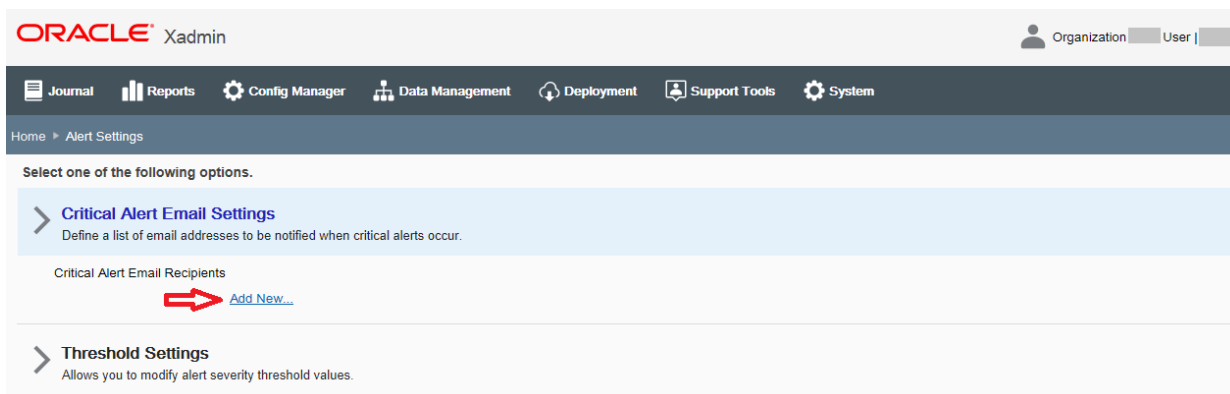 ORACLE® Xadmin
Organization User |
Journal Reports Config Manager Data Management Deployment Support Tools System
Home Alert Settings
Select one of the following options.
Critical Alert Email Settings
Define a list of email addresses to be notified when critical alerts occur.
Critical Alert Email Recipients
Add New...
Threshold Settings
Allows you to modify alert severity threshold values.